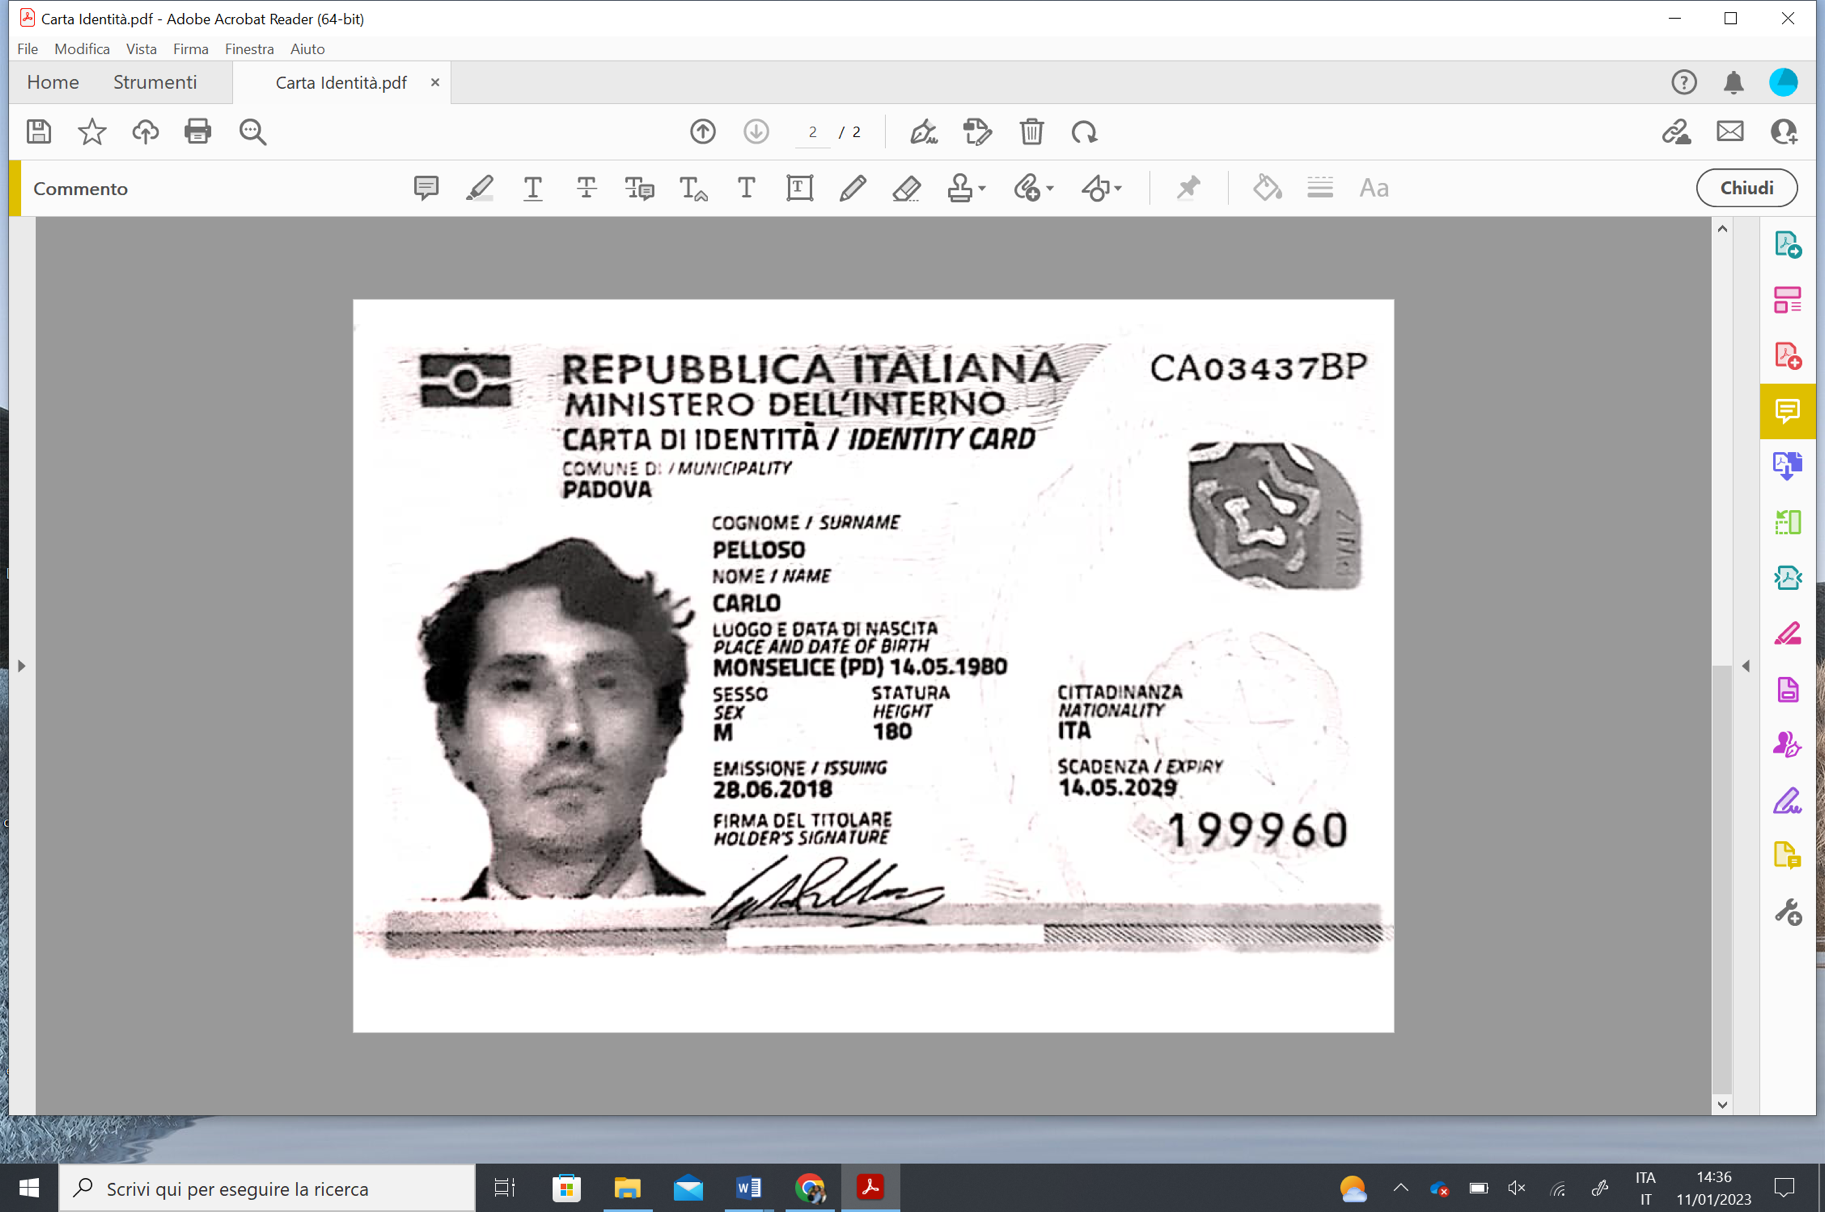 Carta Identità.pdf - Adobe Acrobat Reader (64-bit)
File Modifica Vista Firma Finestra Aiuto
Home Strumenti Carta Identità.pdf
2 / 2
Commento
Aa
Chiudi
REPUBBLICA ITALIANA
CA03437BP
MINISTERO DELL'INTERNO
CARTA DI IDENTITÀ / IDENTITY CARD
COMUNE DI / MUNICIPALITY
PADOVA
COGNOME / SURNAME
PELLOSO
NOME / NAME
CARLO
LUOGO E DATA DI NASCITA
PLACE AND DATE OF BIRTH
MONSELICE (PD) 14.05.1980
SESSO STATURA CITTADINANZA
SEX HEIGHT NATIONALITY
M 180 ITA
EMISSIONE / ISSUING SCADENZA / EXPIRY
28.06.2018 14.05.2029
FIRMA DEL TITOLARE
HOLDER'S SIGNATURE
199960
Scrivi qui per eseguire la ricerca
ITA 14:36
IT 11/01/2023